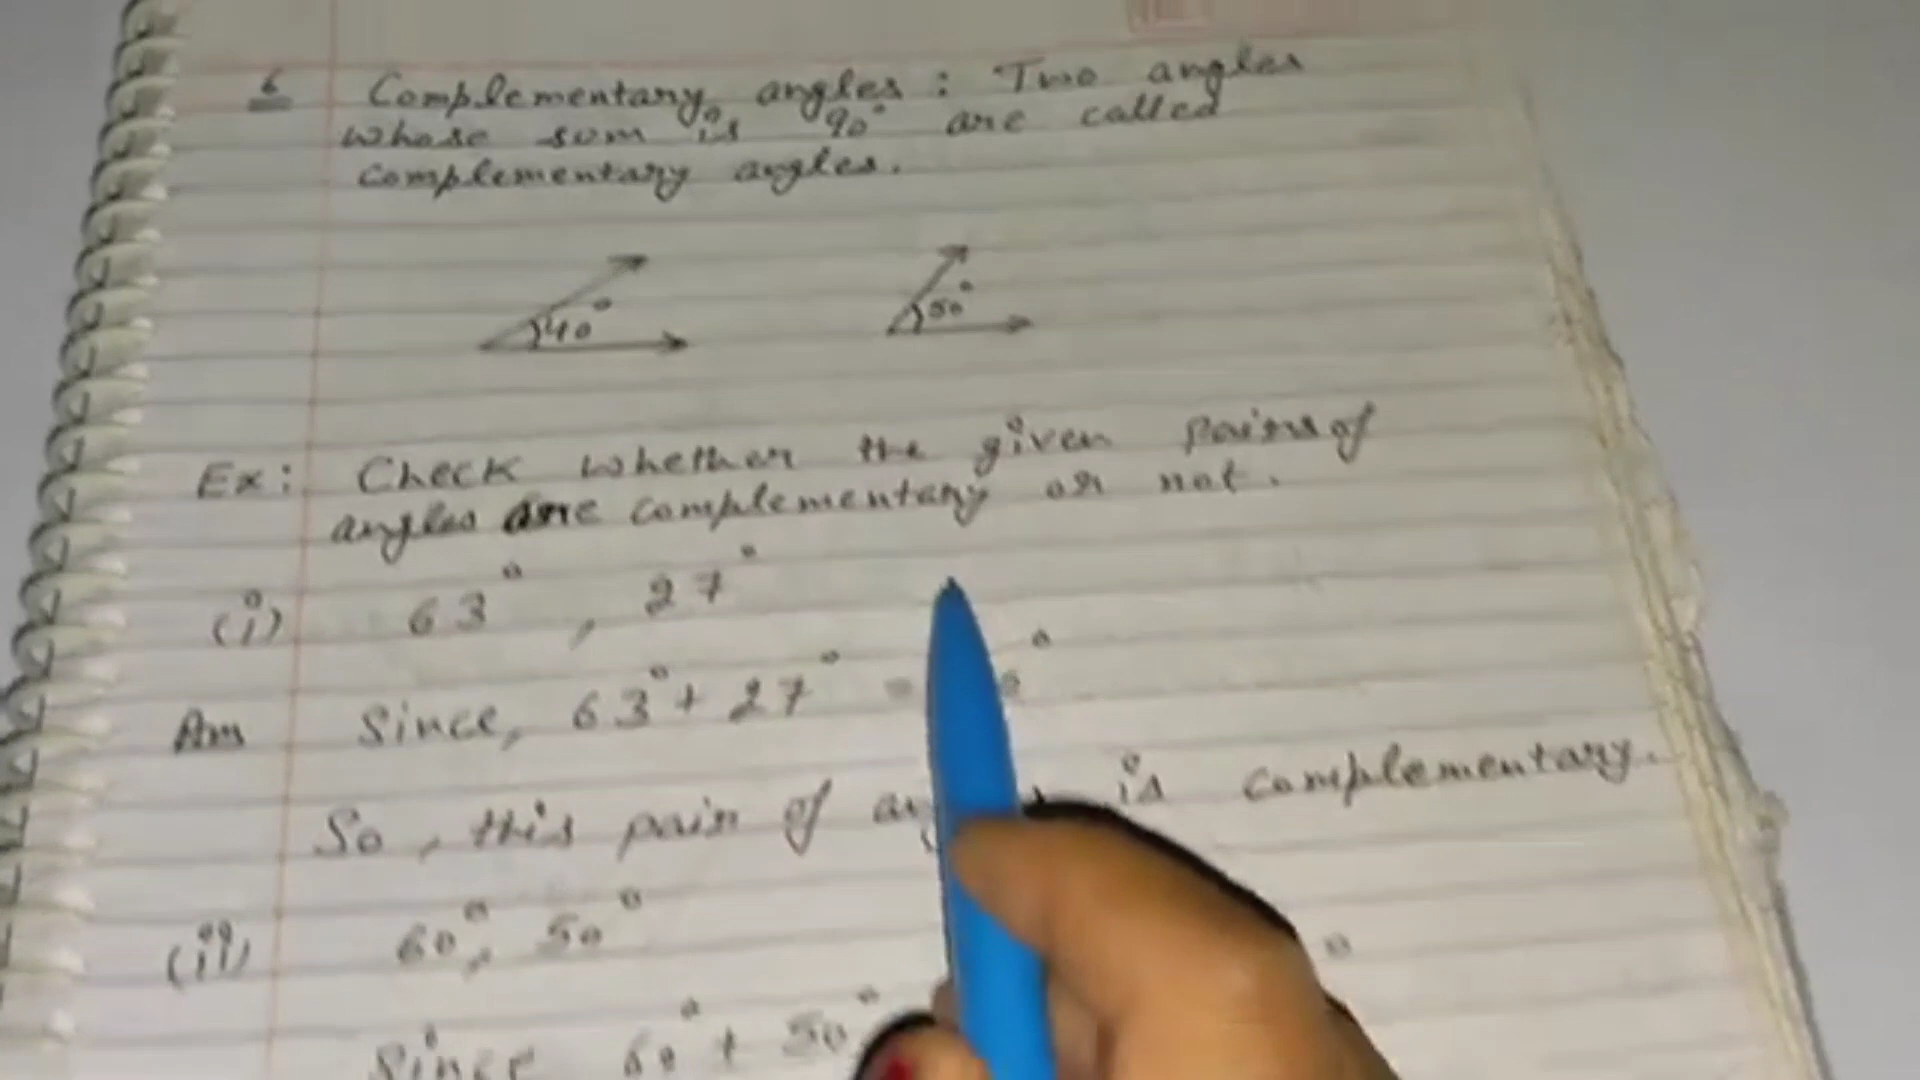 6 Complementary angles: Two angles
whose sum is 90° are called
complementary angles.
40° 50°
Ex: Check whether the given pairs of
angles are complementary or not.
(i) 63°, 27°
Ans Since, 63° + 27° =
So, this pair of is complementary.
(ii) 60°, 50°
Since 60° + 50°